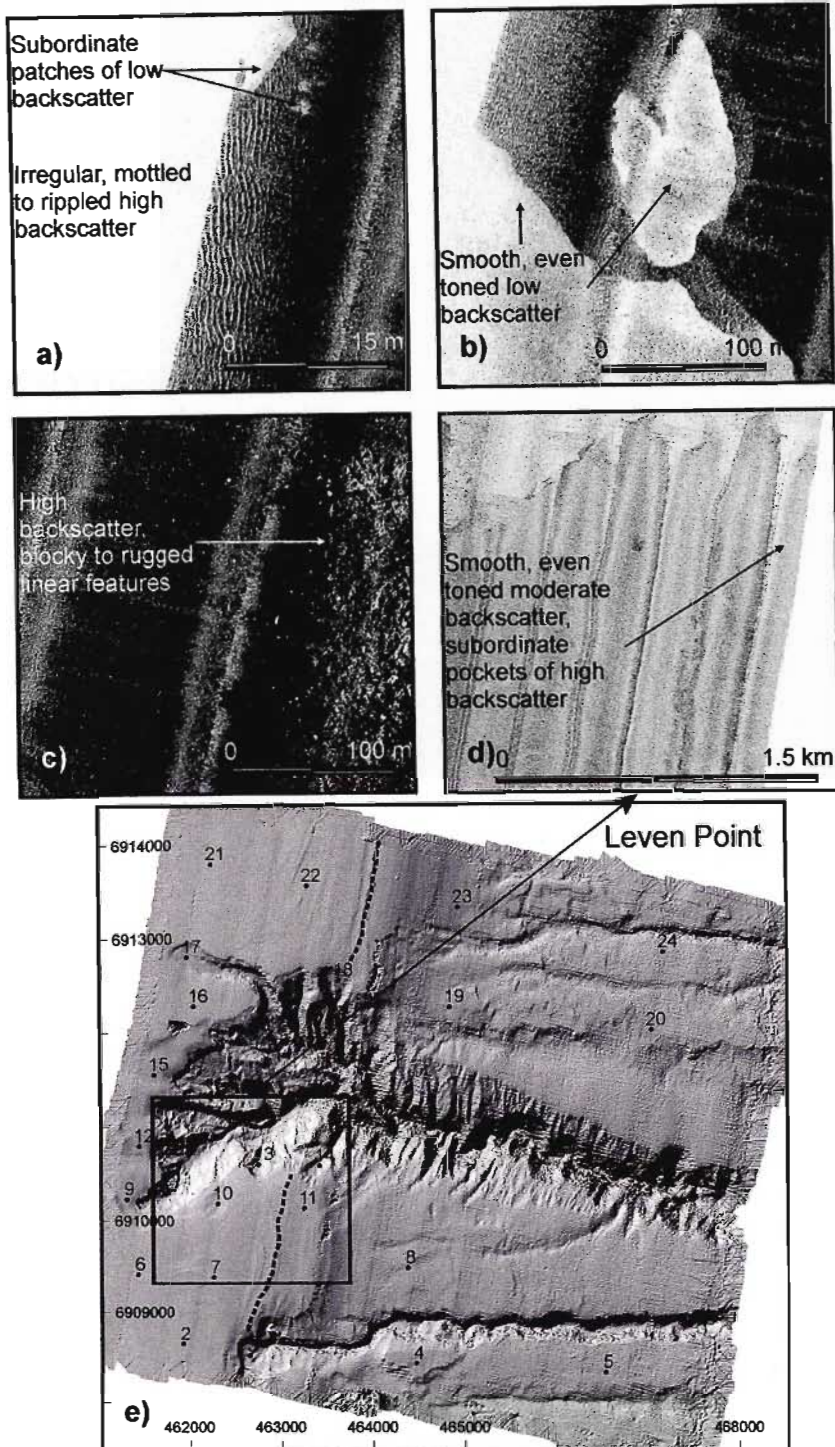 Subordinate
patches of low
backscatter
Irregular, mottled
to rippled high
backscatter
0 15 m
a)
Smooth, even
toned low
backscatter
0 100 m
b)
High
backscatter,
blocky to rugged
linear features
0 100 m
c)
Smooth, even
toned moderate
backscatter,
subordinate
pockets of high
backscatter
d) 0 1.5 km
Leven Point
6914000
21
22
23
6913000
17
24
18
16
19
20
15
12
3
9
10
11
6910000
6
7
8
6909000
2
4
5
e)
462000 463000 464000 465000 468000